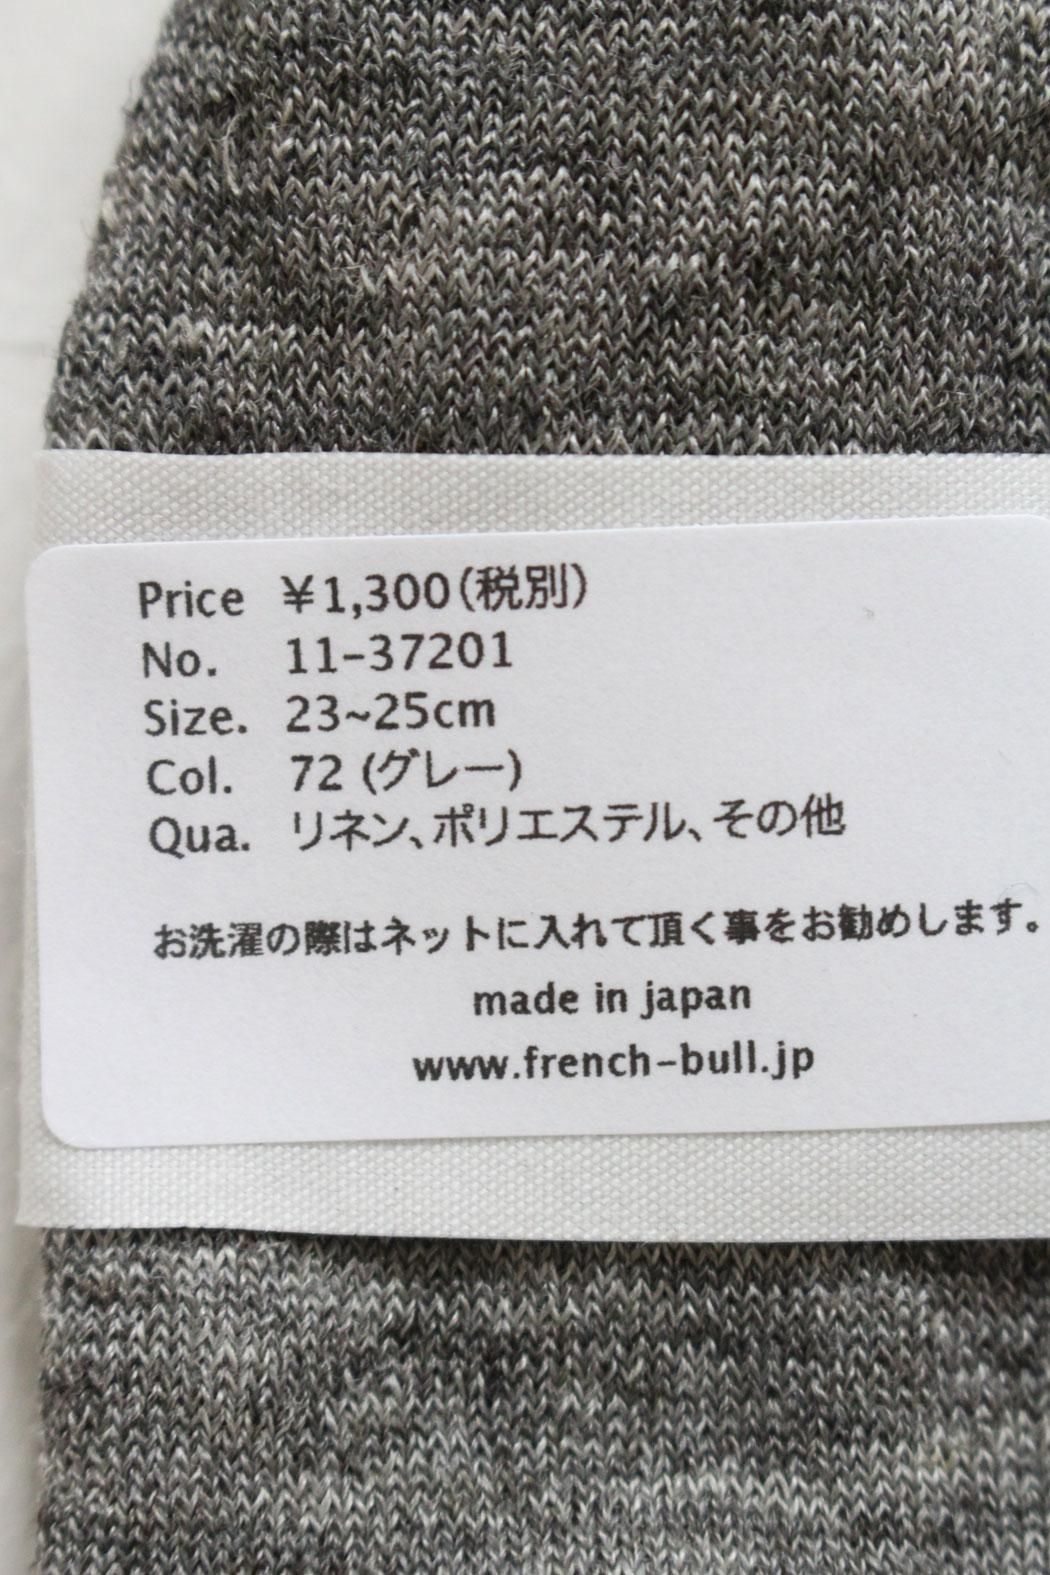 Price ¥1,300(税別)
No. 11-37201
Size. 23~25cm
Col. 72 (グレー)
Qua. リネン、ポリエステル、その他
お洗濯の際はネットに入れて頂く事をお勧めします。
made in japan
www.french-bull.jp